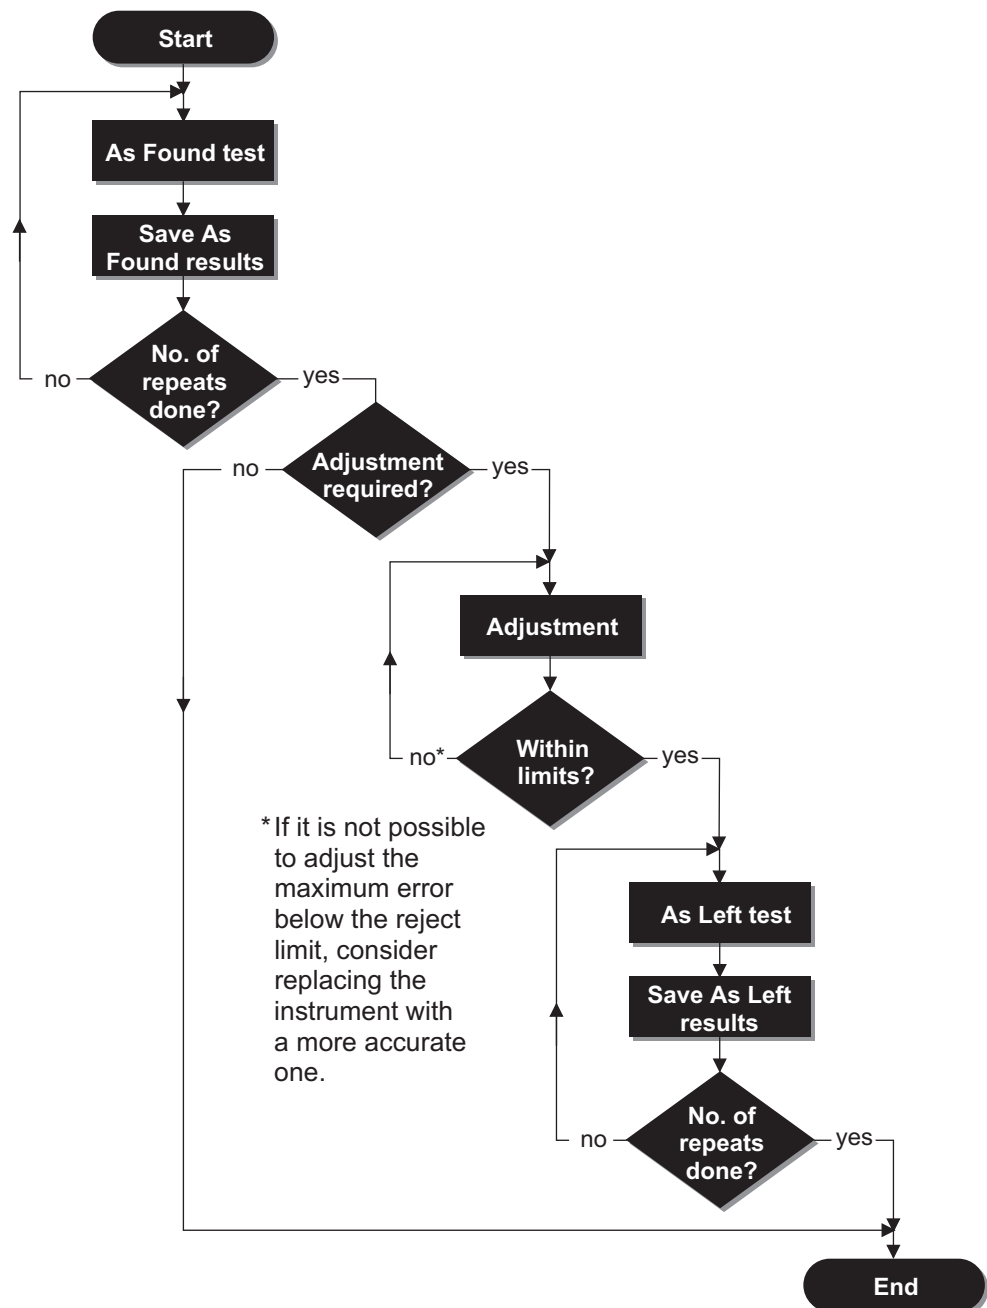 Start
As Found test
Save As
Found results
No. of
repeats
done?
no
yes
Adjustment
required?
no
yes
Adjustment
Within
limits?
no*
yes
* If it is not possible
to adjust the
maximum error
below the reject
limit, consider
replacing the
instrument with
a more accurate
one.
As Left test
Save As Left
results
No. of
repeats
done?
no
yes
End